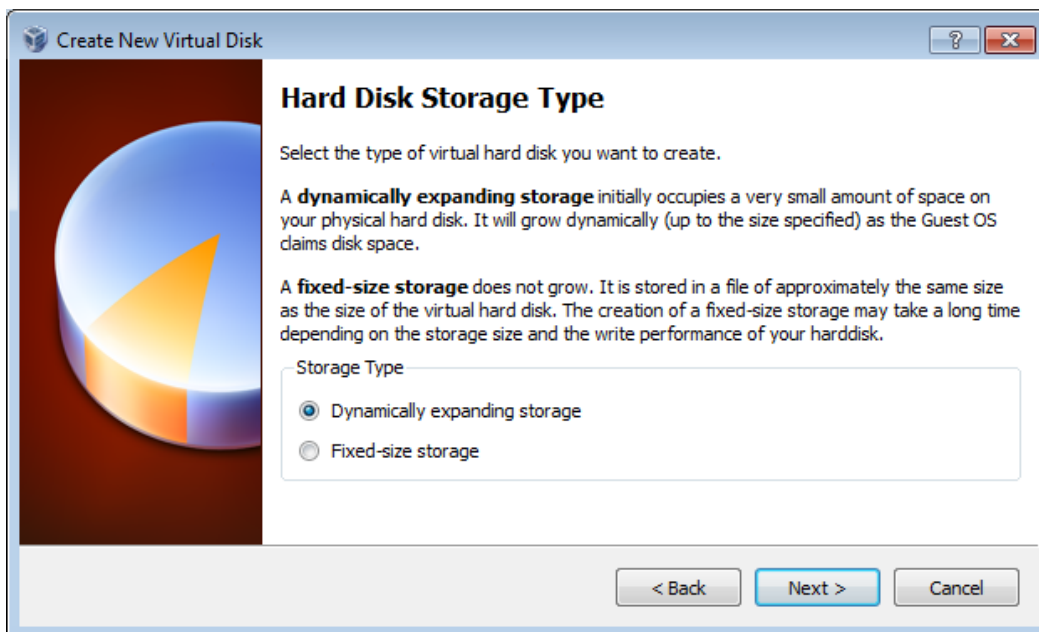 Create New Virtual Disk
Hard Disk Storage Type
Select the type of virtual hard disk you want to create.
A dynamically expanding storage initially occupies a very small amount of space on
your physical hard disk. It will grow dynamically (up to the size specified) as the Guest OS
claims disk space.
A fixed-size storage does not grow. It is stored in a file of approximately the same size
as the size of the virtual hard disk. The creation of a fixed-size storage may take a long time
depending on the storage size and the write performance of your harddisk.
Storage Type
Dynamically expanding storage
Fixed-size storage
< Back
Next >
Cancel